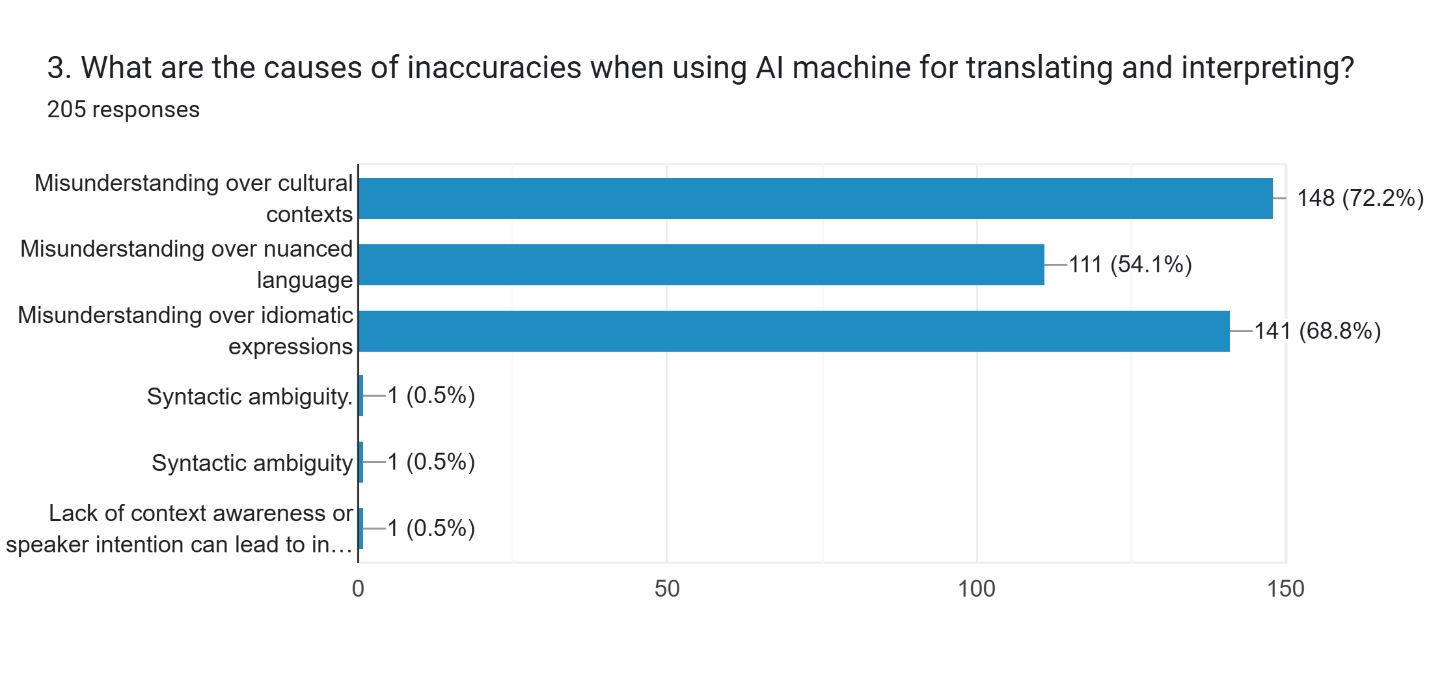 3. What are the causes of inaccuracies when using AI machine for translating and interpreting?
205 responses
Misunderstanding over cultural
contexts
148 (72.2%)
Misunderstanding over nuanced
language
111 (54.1%)
Misunderstanding over idiomatic
expressions
141 (68.8%)
Syntactic ambiguity.
1 (0.5%)
Syntactic ambiguity
1 (0.5%)
Lack of context awareness or
speaker intention can lead to in…
1 (0.5%)
0 50 100 150